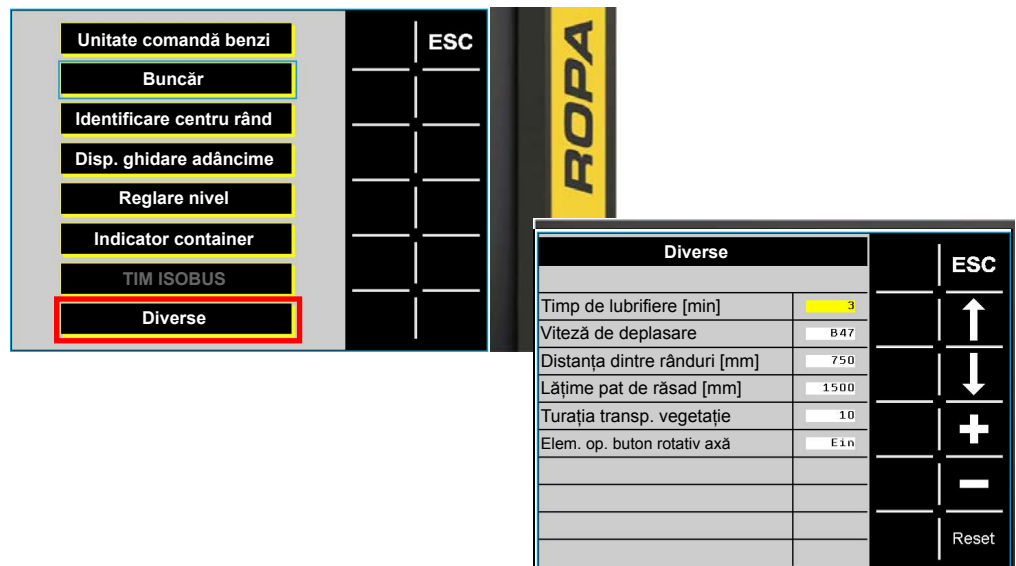 Unitate comandă benzi
ESC
Buncăr
Identificare centru rând
Disp. ghidare adâncime
Reglare nivel
Indicator container
TIM ISOBUS
Diverse
ROPA
Diverse
ESC
Timp de lubrifiere [min] 3
Viteză de deplasare B47
Distanța dintre rânduri [mm] 750
Lățime pat de răsad [mm] 1500
Turația transp. vegetație 10
Elem. op. buton rotativ axă Ein
Reset